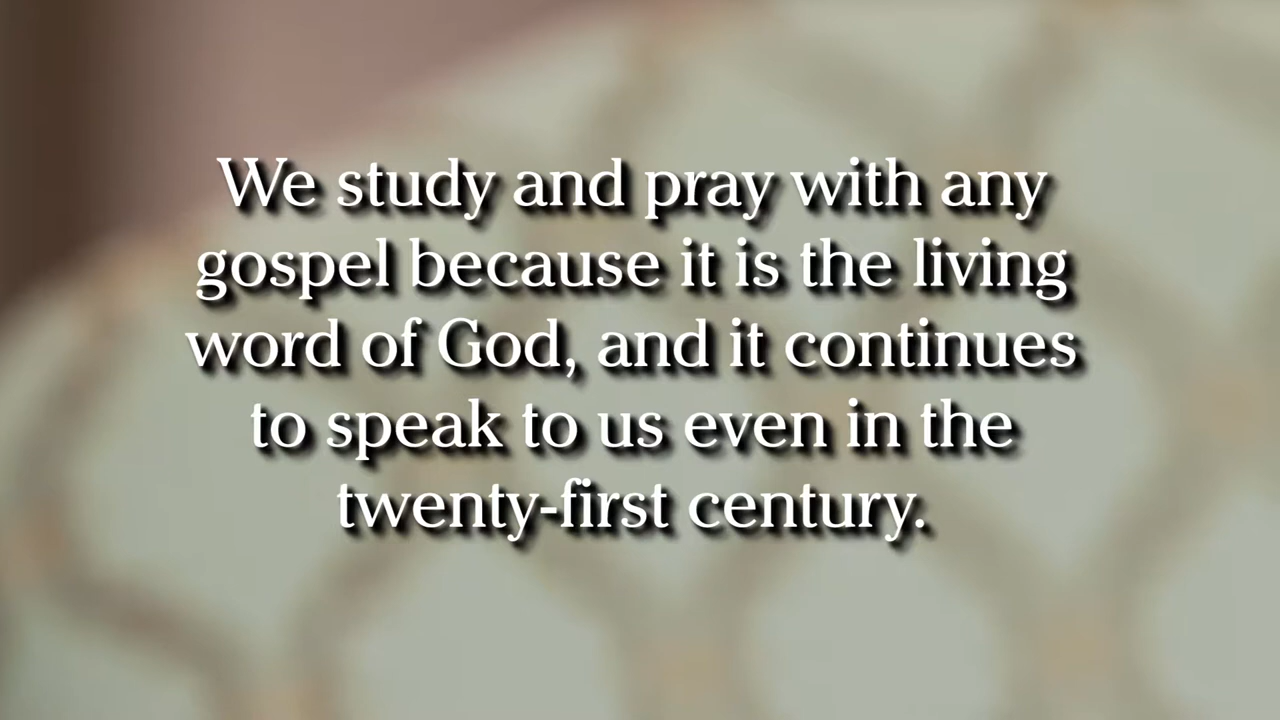 We study and pray with any
gospel because it is the living
word of God, and it continues
to speak to us even in the
twenty-first century.